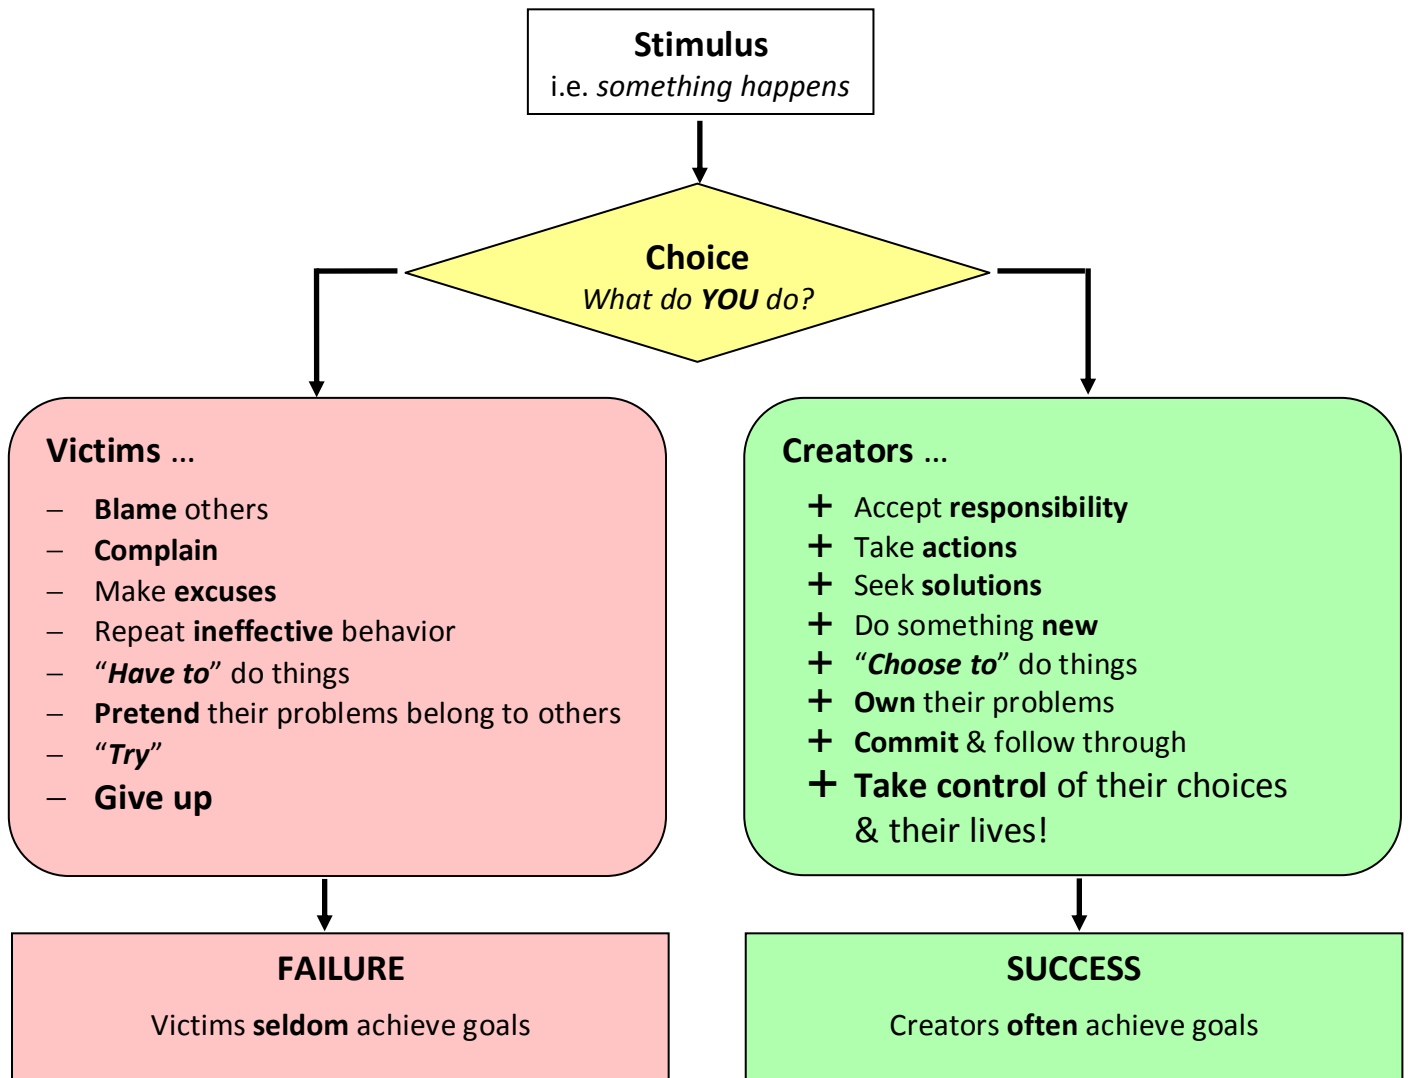 Stimulus
i.e. something happens
Choice
What do YOU do?
Victims ...
– Blame others
– Complain
– Make excuses
– Repeat ineffective behavior
– “Have to” do things
– Pretend their problems belong to others
– “Try”
– Give up
Creators ...
+ Accept responsibility
+ Take actions
+ Seek solutions
+ Do something new
+ “Choose to” do things
+ Own their problems
+ Commit & follow through
+ Take control of their choices
& their lives!
FAILURE
Victims seldom achieve goals
SUCCESS
Creators often achieve goals